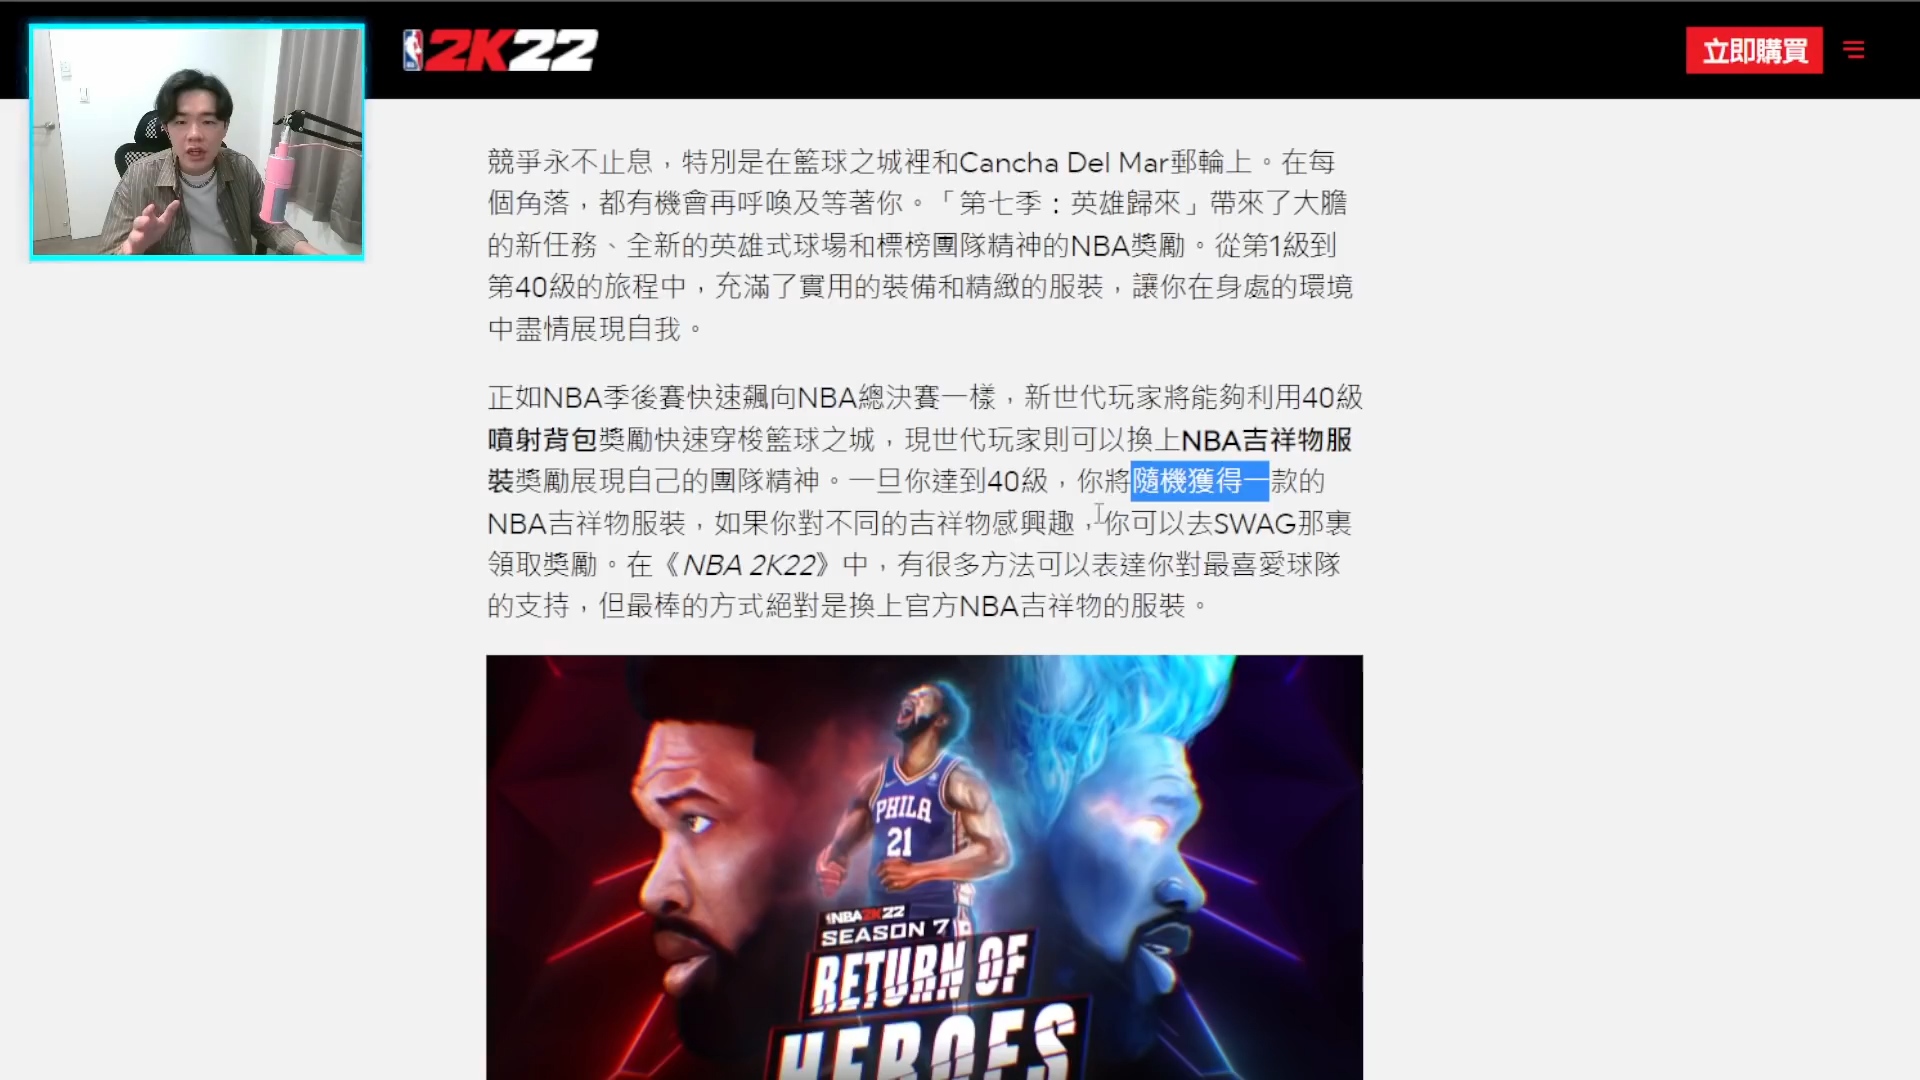 2K22
立即購買
競爭永不止息，特別是在籃球之城裡和Cancha Del Mar郵輪上。在每
個角落，都有機會再呼喚及等著你。「第七季：英雄歸來」帶來了大膽
的新任務、全新的英雄式球場和標榜團隊精神的NBA獎勵。從第1級到
第40級的旅程中，充滿了實用的裝備和精緻的服裝，讓你在身處的環境
中盡情展現自我。
正如NBA季後賽快速飆向NBA總決賽一樣，新世代玩家將能夠利用40級
噴射背包獎勵快速穿梭籃球之城，現世代玩家則可以換上NBA吉祥物服
裝獎勵展現自己的團隊精神。一旦你達到40級，你將隨機獲得一款的
NBA吉祥物服裝，如果你對不同的吉祥物感興趣，你可以去SWAG那裏
領取獎勵。在《NBA 2K22》中，有很多方法可以表達你對最喜愛球隊
的支持，但最棒的方式絕對是換上官方NBA吉祥物的服裝。
PHILA
21
NBA2K22
SEASON 7
RETURN OF
HEROES